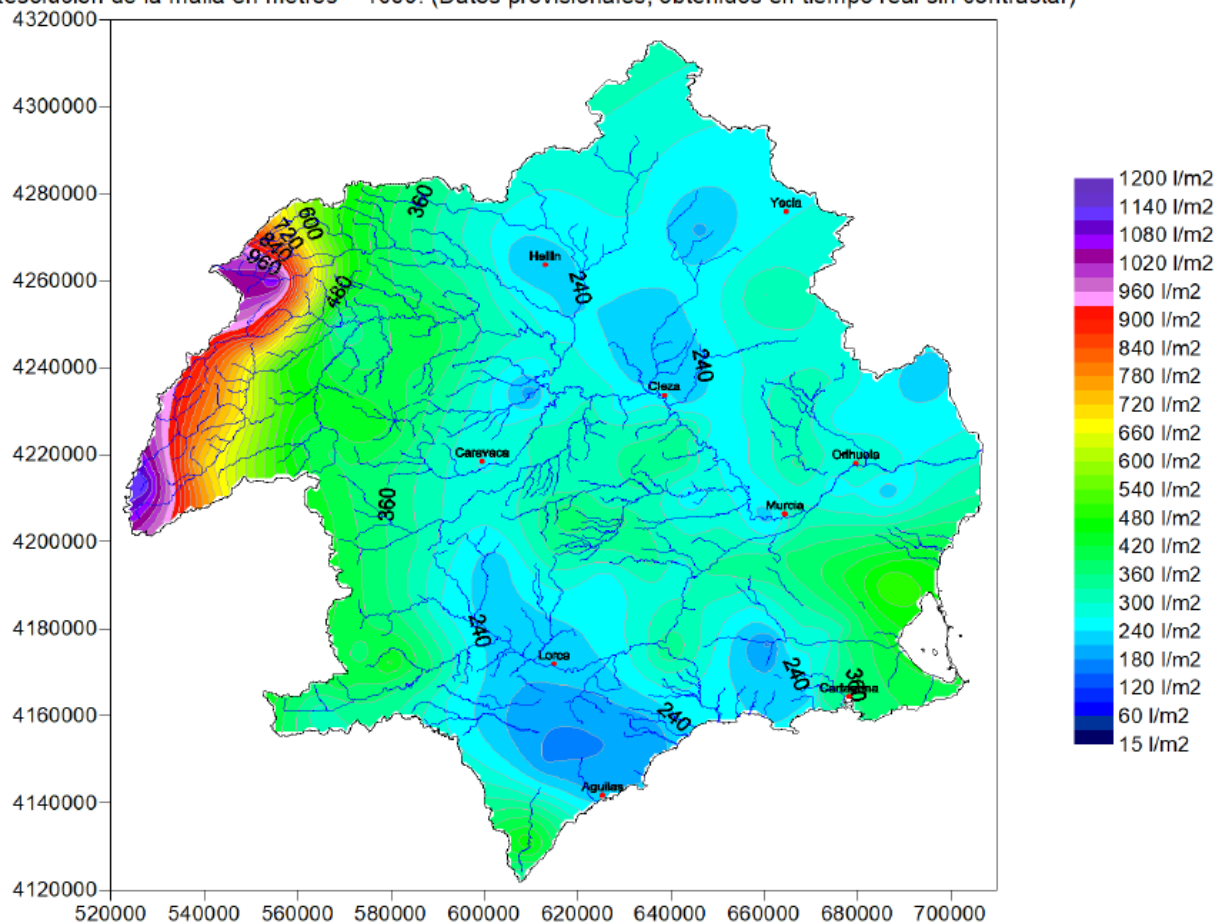 4320000
4300000
4280000
4260000
4240000
4220000
4200000
4180000
4160000
4140000
4120000
520000 540000 560000 580000 600000 620000 640000 660000 680000 700000
360
600
720
840
960
480
Yecla
Hellin
240
240
Cieza
Caravaca
Orihuela
360
Murcia
240
Lorca
240
360
Cartagena
240
Aguilas
1200 l/m2
1140 l/m2
1080 l/m2
1020 l/m2
960 l/m2
900 l/m2
840 l/m2
780 l/m2
720 l/m2
660 l/m2
600 l/m2
540 l/m2
480 l/m2
420 l/m2
360 l/m2
300 l/m2
240 l/m2
180 l/m2
120 l/m2
60 l/m2
15 l/m2